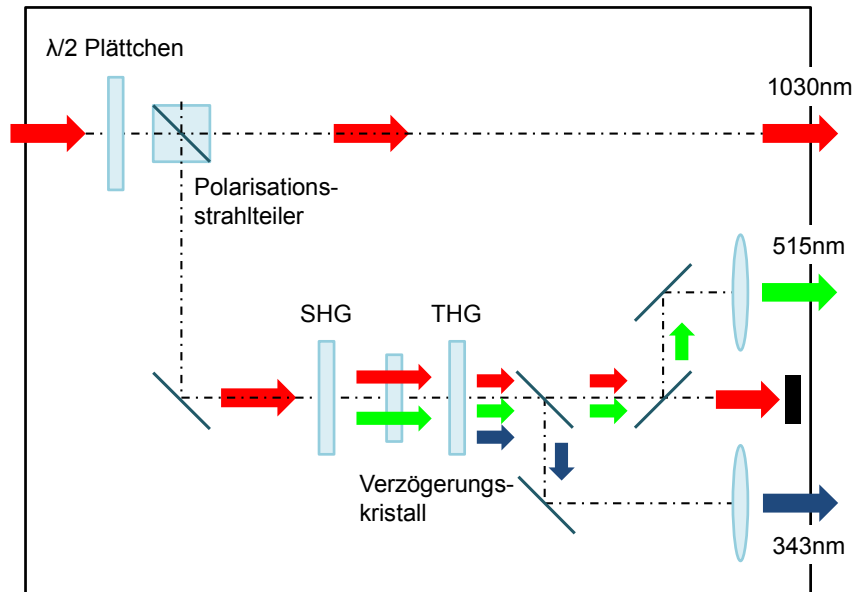 λ/2 Plättchen
1030nm
Polarisations-
strahlteiler
515nm
SHG
THG
Verzögerungs-
kristall
343nm